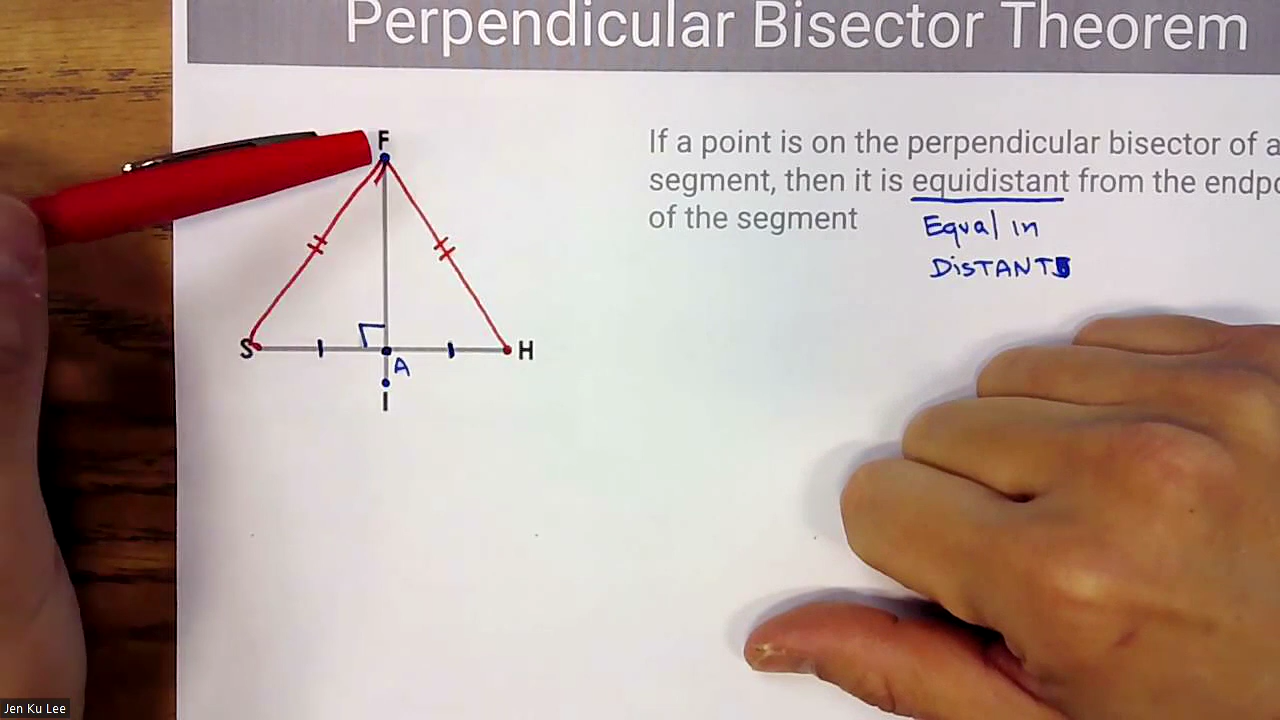 Perpendicular Bisector Theorem
F
If a point is on the perpendicular bisector of a
segment, then it is equidistant from the
of the segment
Equal in
DiSTANT
S
H
A
I
Jen Ku Lee